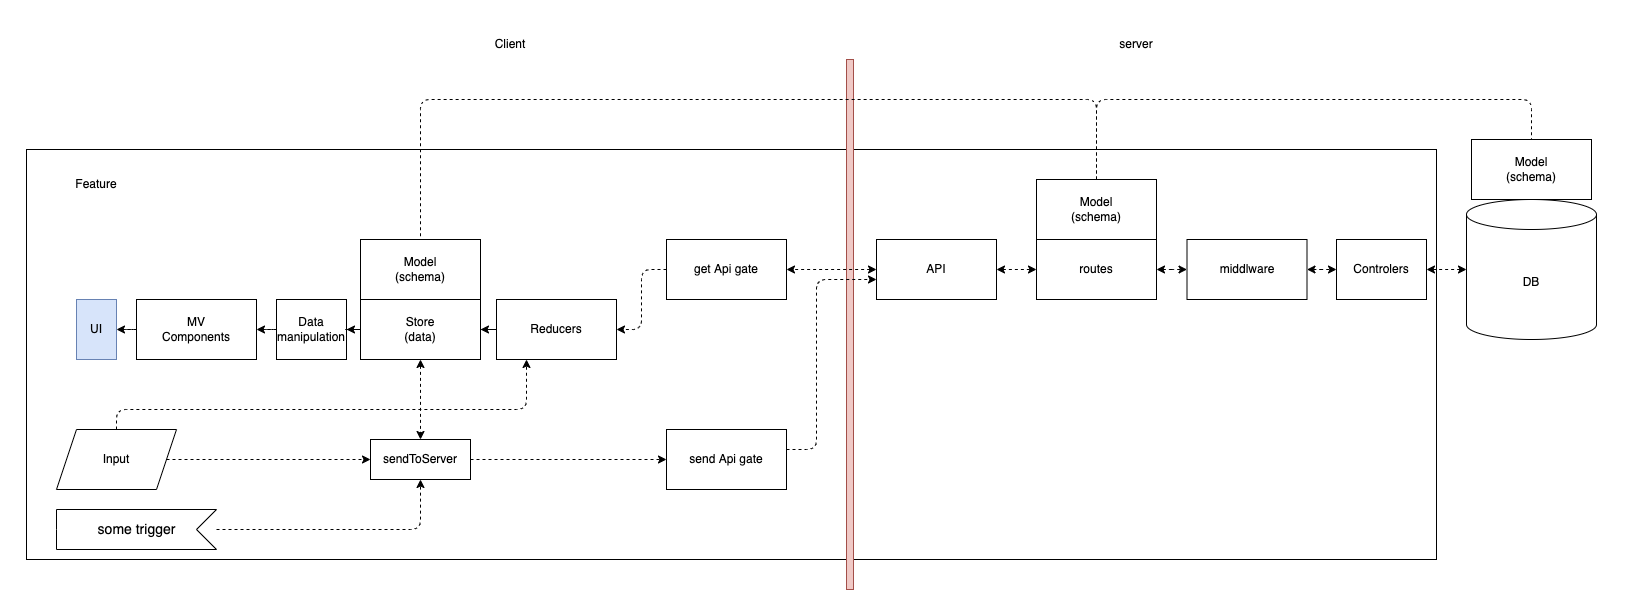 Client
server
Feature
Model
(schema)
Model
(schema)
Model
(schema)
get Api gate
API
routes
middlware
Controlers
DB
UI
MV
Components
Data
manipulation
Store
(data)
Reducers
Input
sendToServer
send Api gate
some trigger